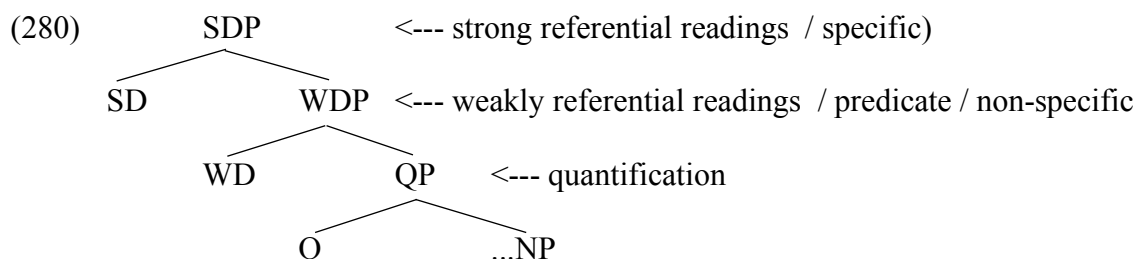 (280) SDP <--- strong referential readings / specific)
SD WDP <--- weakly referential readings / predicate / non-specific
WD QP <--- quantification
O ...NP